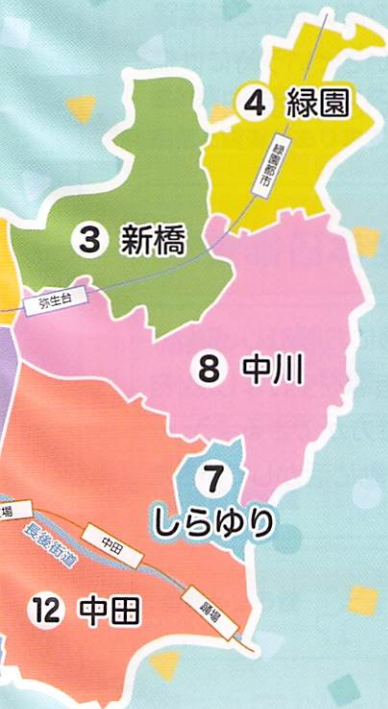 4 緑園
緑園都市
3 新橋
弥生台
8 中川
7
しらゆり
場
長後街道
中田
12 中田
踊場